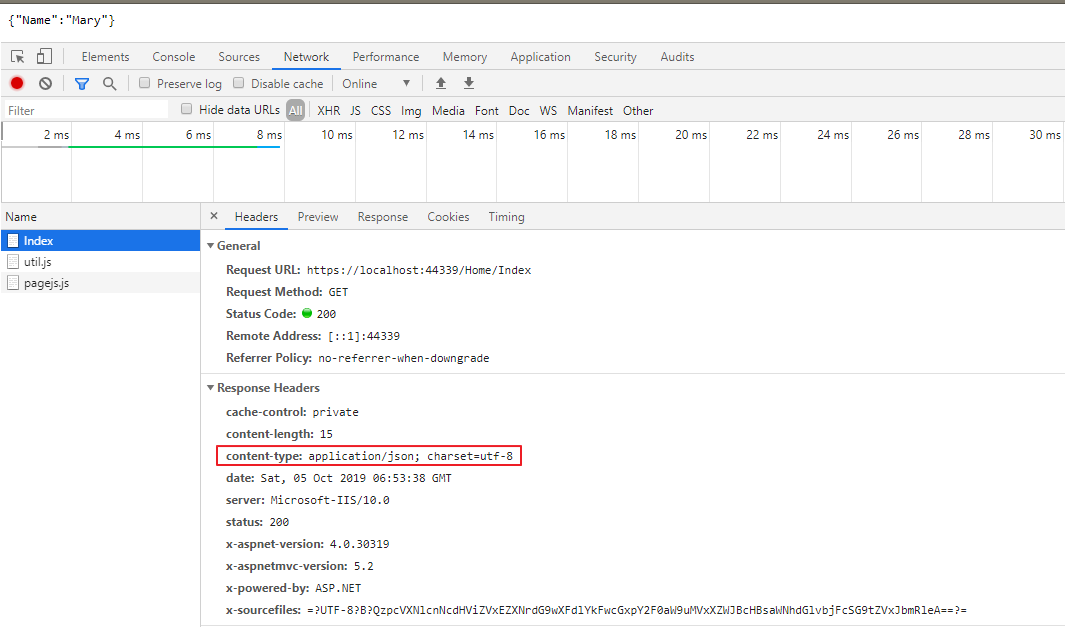 {"Name":"Mary"}
Elements Console Sources Network Performance Memory Application Security Audits
Preserve log Disable cache Online ▼
Filter Hide data URLs All XHR JS CSS Img Media Font Doc WS Manifest Other
2 ms 4 ms 6 ms 8 ms 10 ms 12 ms 14 ms 16 ms 18 ms 20 ms 22 ms 24 ms 26 ms 28 ms 30 ms
Name × Headers Preview Response Cookies Timing
Index
util.js
pagejs.js
▼ General
Request URL: https://localhost:44339/Home/Index
Request Method: GET
Status Code: 200
Remote Address: [::1]:44339
Referrer Policy: no-referrer-when-downgrade
▼ Response Headers
cache-control: private
content-length: 15
content-type: application/json; charset=utf-8
date: Sat, 05 Oct 2019 06:53:38 GMT
server: Microsoft-IIS/10.0
status: 200
x-aspnet-version: 4.0.30319
x-aspnetmvc-version: 5.2
x-powered-by: ASP.NET
x-sourcefiles: =?UTF-8?B?QzpcVXNlcnNcdHViZVxEZXNrdG9wXFdlYkFwcGxpY2F0aW9uMVxXZWJBcHBsaWNhdGlvbjFcSG9tZVxJbmRleA==?=